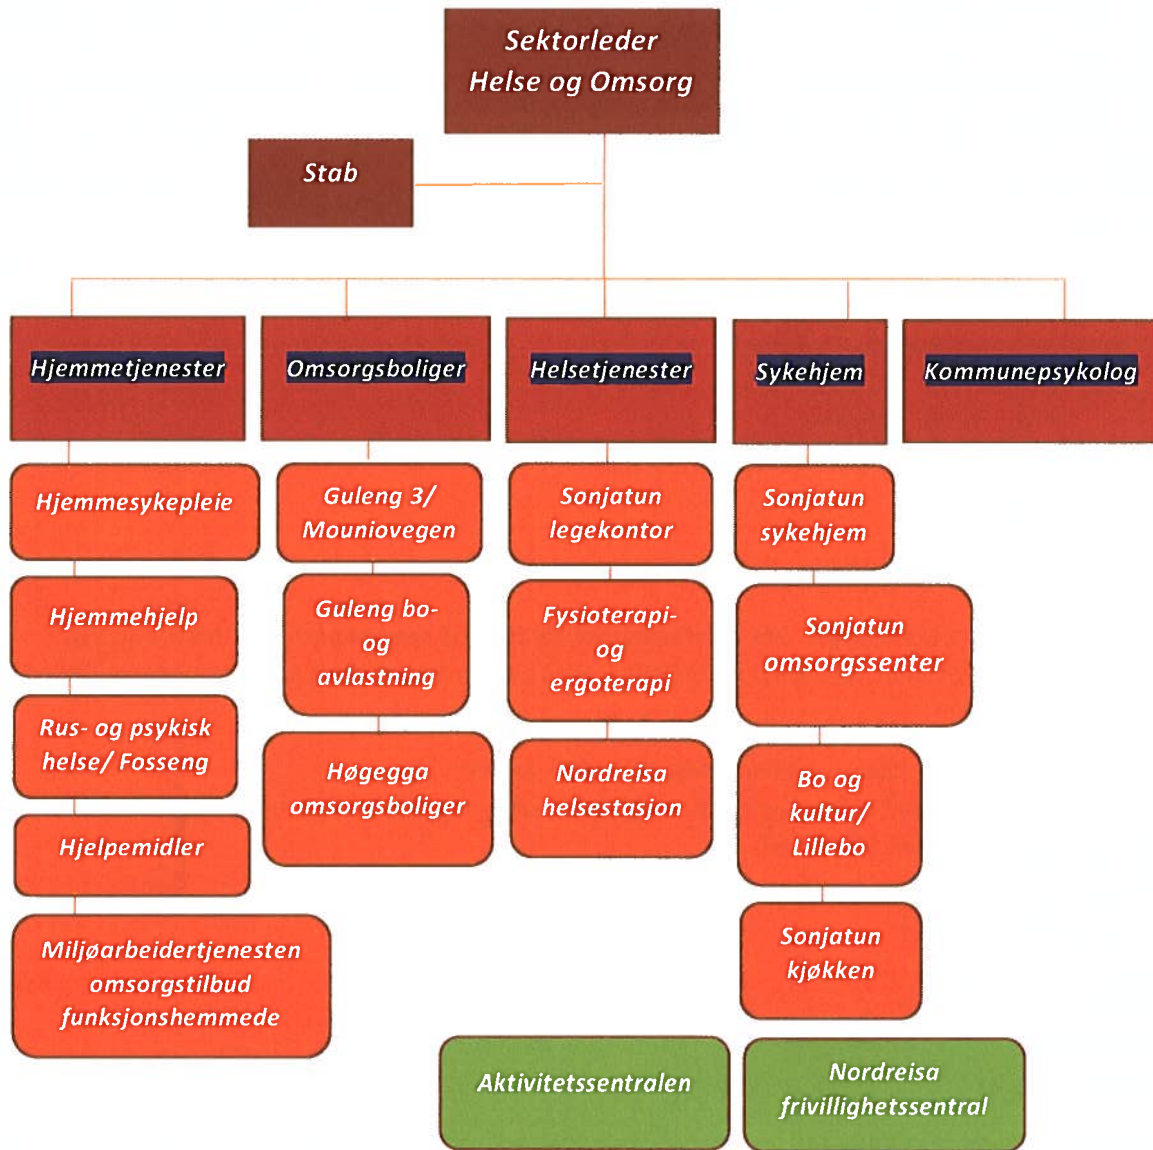 Sektorleder
Helse og Omsorg
Stab
Hjemmetjenester
Omsorgsboliger
Helsetjenester
Sykehjem
Kommunepsykolog
Hjemmesykepleie
Hjemmehjelp
Rus- og psykisk
helse/ Fosseng
Hjelpemidler
Miljøarbeidertjenesten
omsorgstilbud
funksjonshemmede
Guleng 3/
Mouniovegen
Guleng bo-
og
avlastning
Høgegga
omsorgsboliger
Sonjatun
legekontor
Fysioterapi-
og
ergoterapi
Nordreisa
helsestasjon
Sonjatun
sykehjem
Sonjatun
omsorgssenter
Bo og
kultur/
Lillebo
Sonjatun
kjøkken
Aktivitetssentralen
Nordreisa
frivillighetssentral